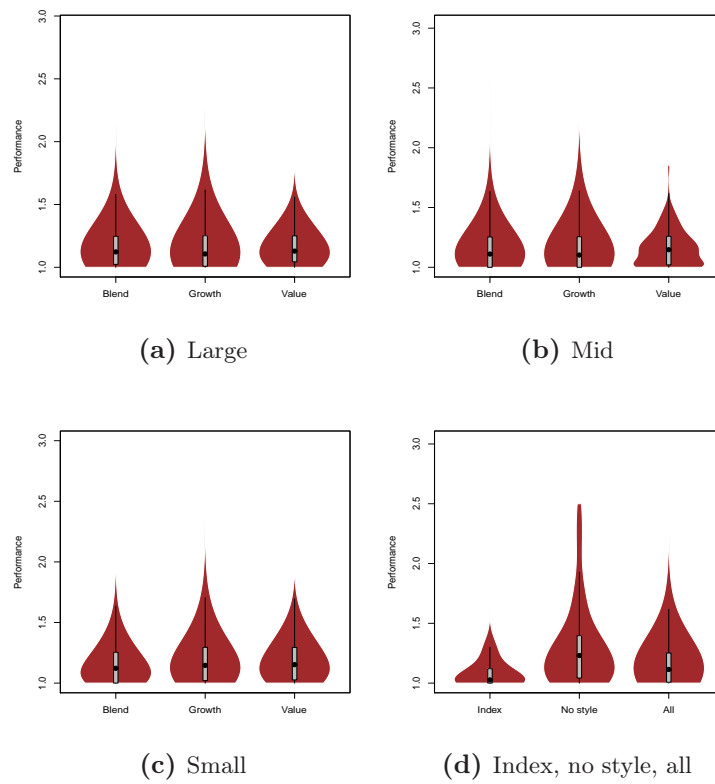 Performance
3.0
2.5
2.0
1.5
1.0
Blend Growth Value
(a) Large
Performance
3.0
2.5
2.0
1.5
1.0
Blend Growth Value
(b) Mid
Performance
3.0
2.5
2.0
1.5
1.0
Blend Growth Value
(c) Small
Performance
3.0
2.5
2.0
1.5
1.0
Index No style All
(d) Index, no style, all